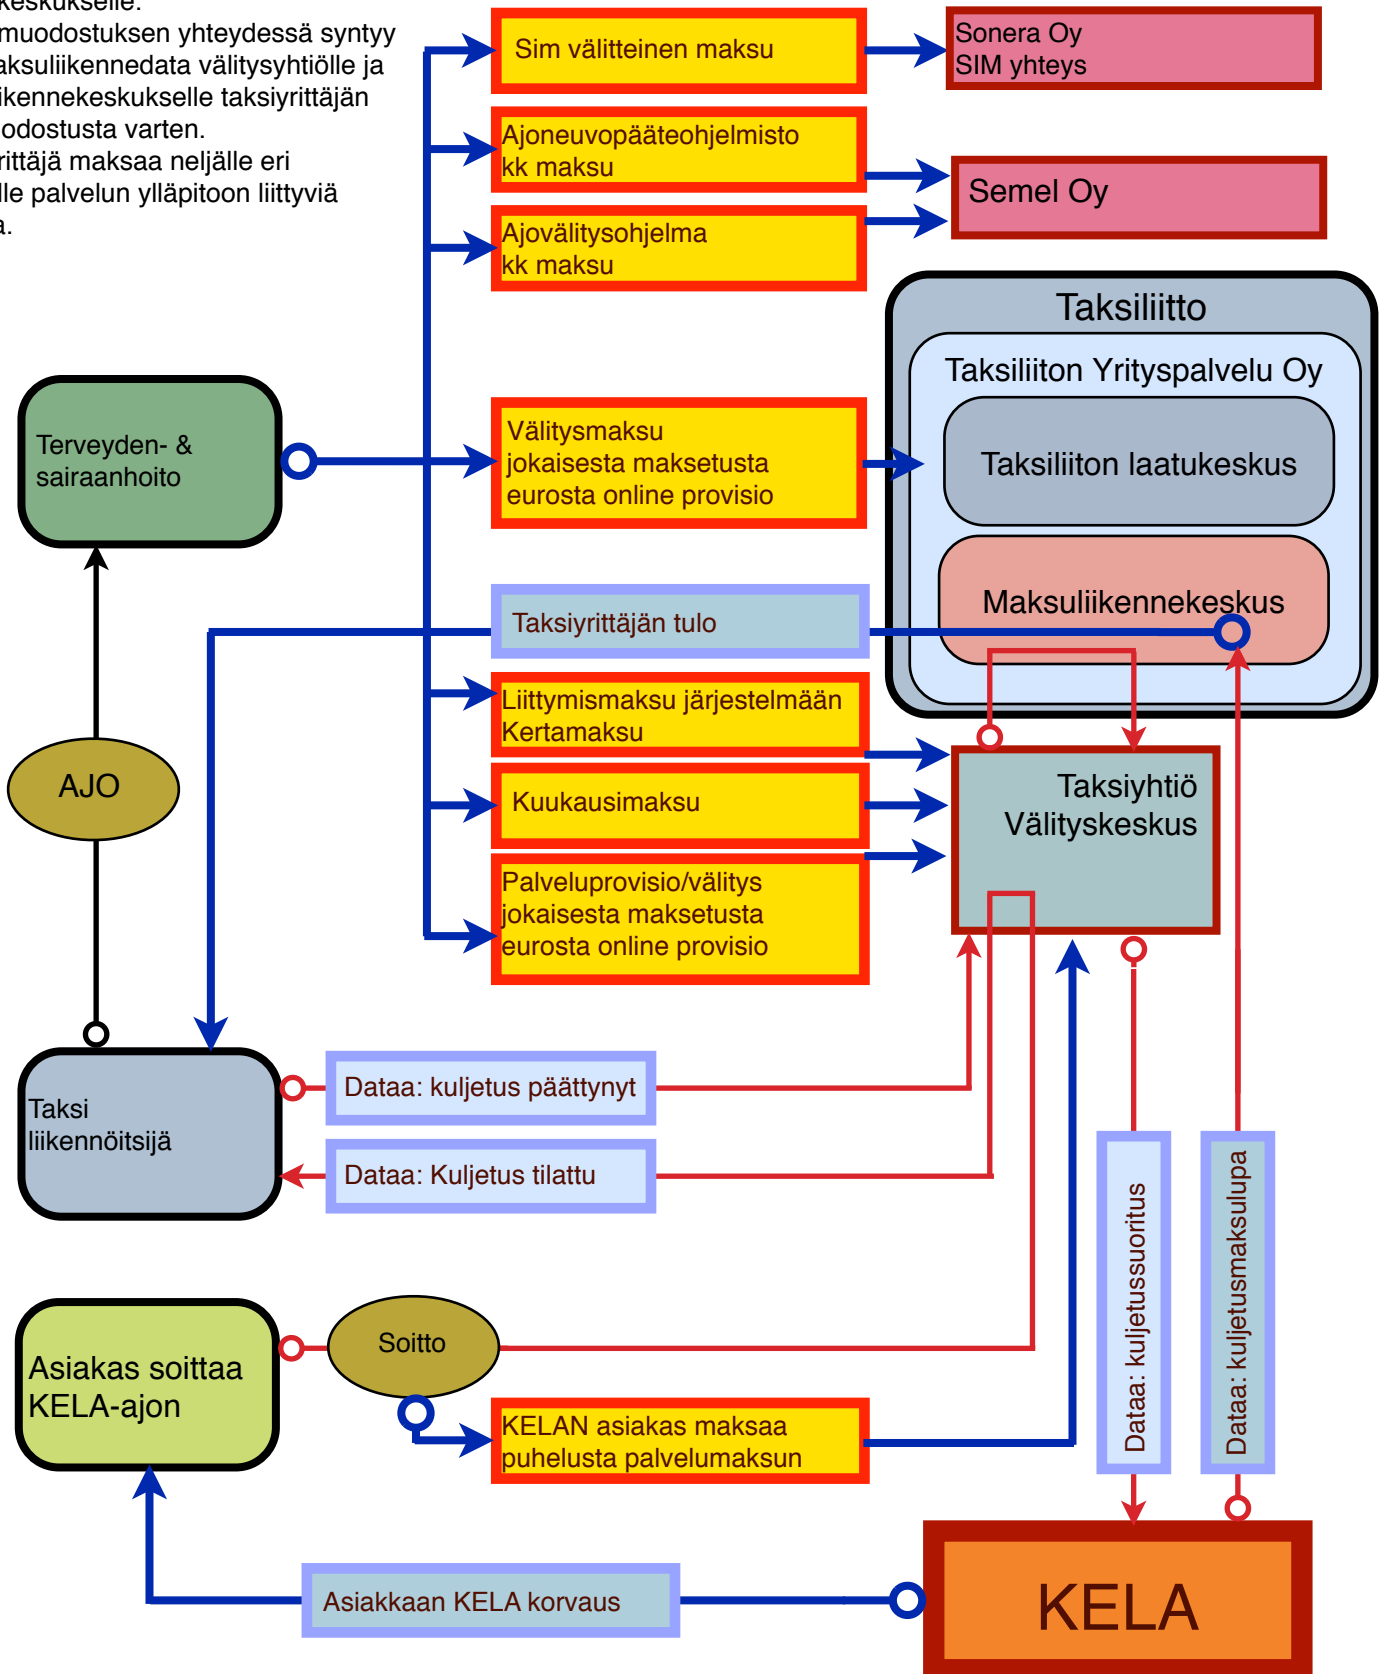 keskukselle.
muodostuksen yhteydessä syntyy
aksuliikennedata välitysyhtiölle ja
ikennekeskukselle taksiyrittäjän
odostusta varten.
rittäjä maksaa neljälle eri
lle palvelun ylläpitoon liittyviä
a.
Sim välitteinen maksu
Sonera Oy
SIM yhteys
Ajoneuvopääteohjelmisto
kk maksu
Semel Oy
Ajovälitysohjelma
kk maksu
Taksiliitto
Taksiliiton Yrityspalvelu Oy
Terveyden- &
sairaanhoito
Välitysmaksu
jokaisesta maksetusta
eurosta online provisio
Taksiliiton laatukeskus
Taksiyrittäjän tulo
Maksuliikennekeskus
Liittymismaksu järjestelmään
Kertamaksu
AJO
Kuukausimaksu
Taksiyhtiö
Välityskeskus
Palveluprovisio/välitys
jokaisesta maksetusta
eurosta online provisio
Taksi
liikennöitsijä
Dataa: kuljetus päättynyt
Dataa: Kuljetus tilattu
Dataa: kuljetussuoritus
Dataa: kuljetusmaksulupa
Asiakas soittaa
KELA-ajon
Soitto
KELAN asiakas maksaa
puhelusta palvelumaksun
Asiakkaan KELA korvaus
KELA